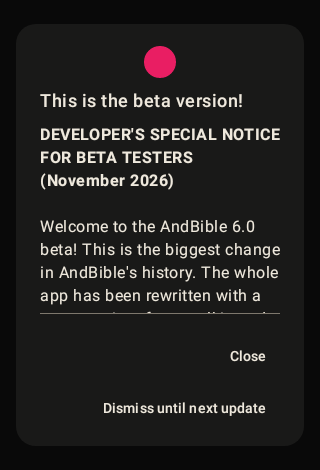 This is the beta version!
DEVELOPER'S SPECIAL NOTICE
FOR BETA TESTERS
(November 2026)
Welcome to the AndBible 6.0
beta! This is the biggest change
in AndBible's history. The whole
app has been rewritten with a
Close
Dismiss until next update